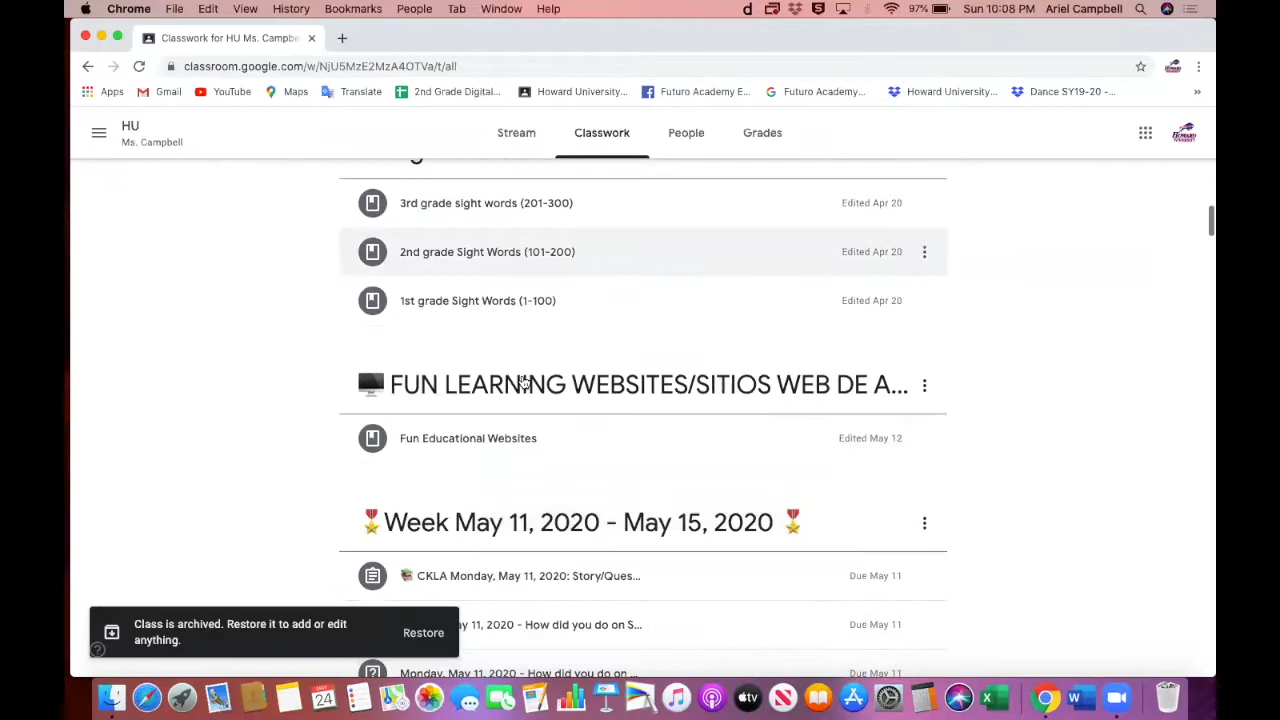 Chrome File Edit View History Bookmarks People Tab Window Help 97% Sun 10:08 PM Ariel Campbell
Classwork for HU Ms. Campbe
classroom.google.com/w/NjU5MzE2MzA4OTVa/t/all
Apps Gmail YouTube Maps Translate 2nd Grade Digital... Howard University... Futuro Academy E... Futuro Academy... Howard University... Dance SY19-20 -... »
HU
Ms. Campbell
Stream Classwork People Grades
3rd grade sight words (201-300) Edited Apr 20
2nd grade Sight Words (101-200) Edited Apr 20
1st grade Sight Words (1-100) Edited Apr 20
FUN LEARNING WEBSITES/SITIOS WEB DE A...
Fun Educational Websites Edited May 12
Week May 11, 2020 - May 15, 2020
CKLA Monday, May 11, 2020: Story/Ques... Due May 11
y 11, 2020 - How did you do on S... Due May 11
Monday, May 11, 2020 - How did you do on
Class is archived. Restore it to add or edit
anything.
Restore